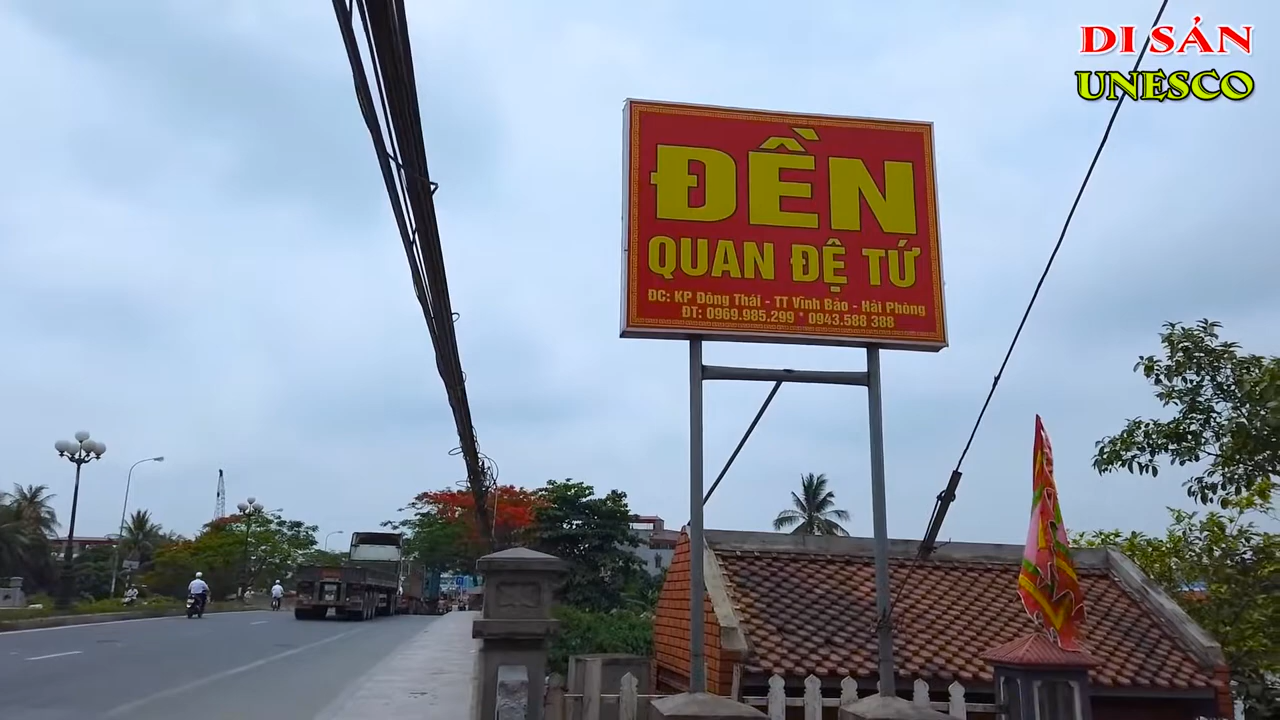 DI SẢN
UNESCO
ĐỀN
QUAN ĐỆ TỨ
ĐC: KP Đông Thái - TT Vĩnh Bảo - Hải Phòng
ĐT: 0969.985.299 * 0943.588 388